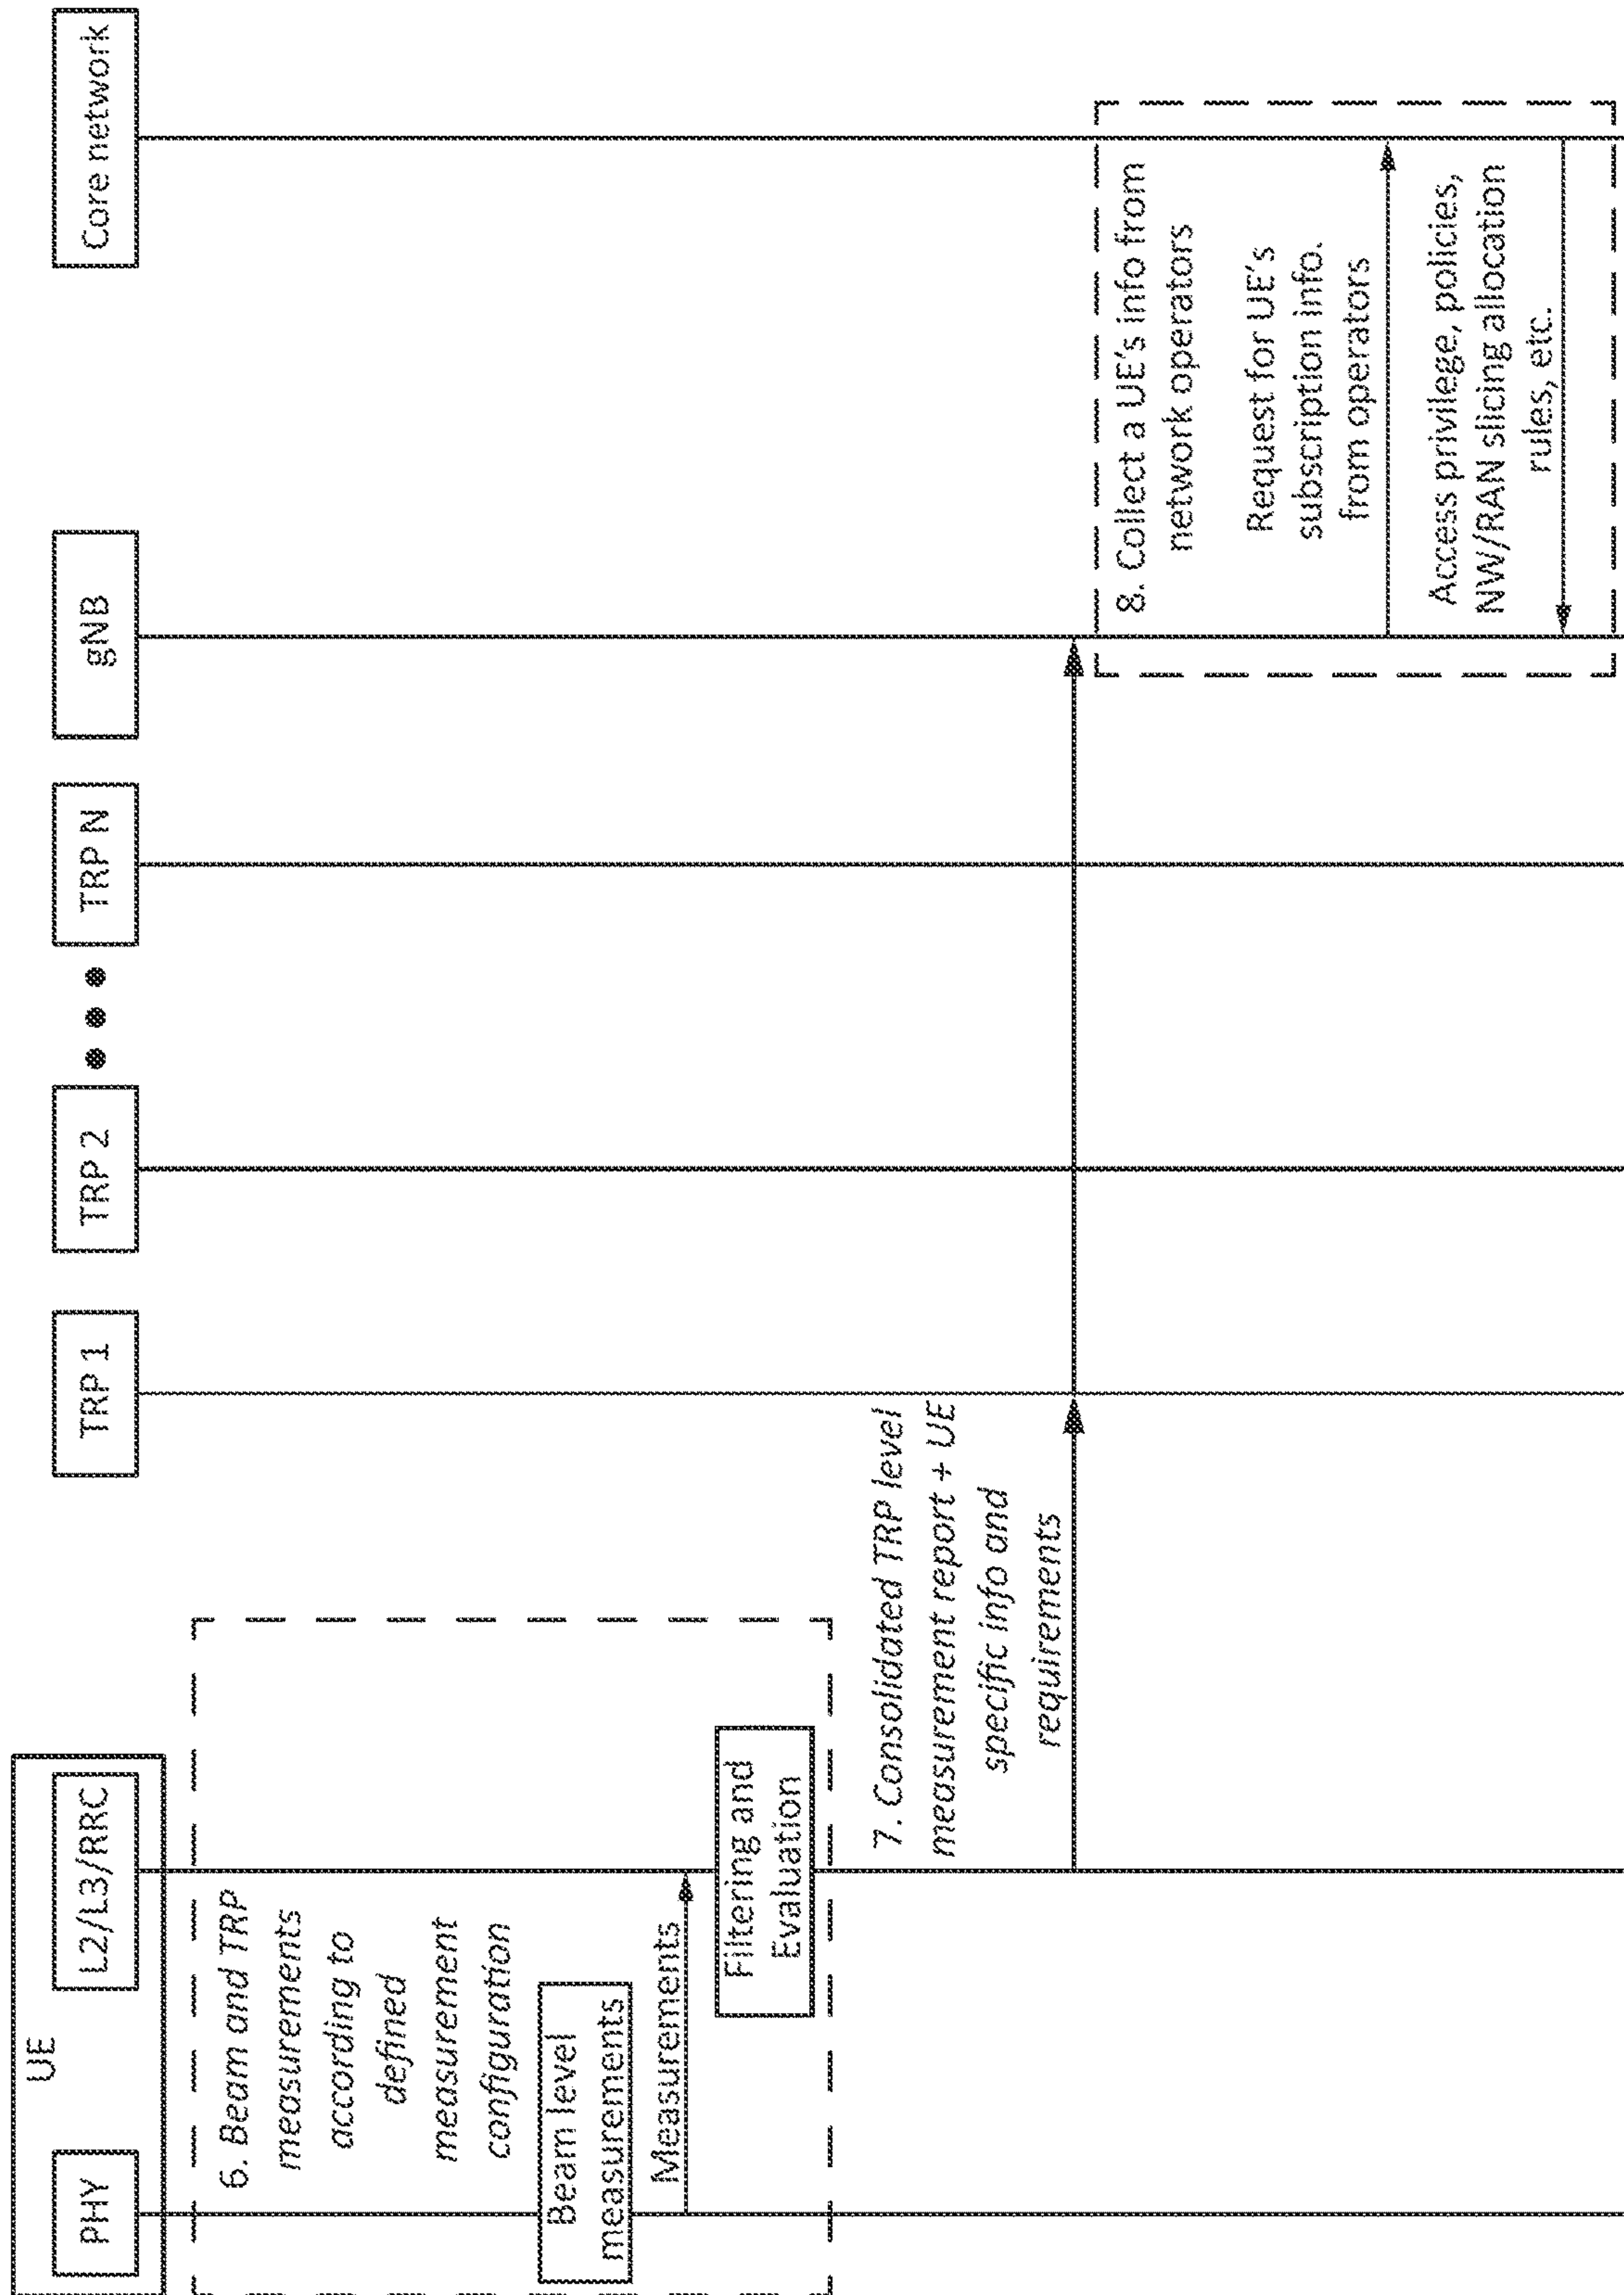 UE
PHY
L2/L3/RRC
TRP 1
TRP 2
TRP N
gNB
Core network
6. Beam and TRP
measurements
according to
defined
measurement
configuration
Beam level
measurements
Measurements
Filtering and
Evaluation
7. Consolidated TRP level
measurement report + UE
specific info and
requirements
8. Collect a UE's info from
network operators
Request for UE's
subscription info.
from operators
Access privilege, policies,
NW/RAN slicing allocation
rules, etc.